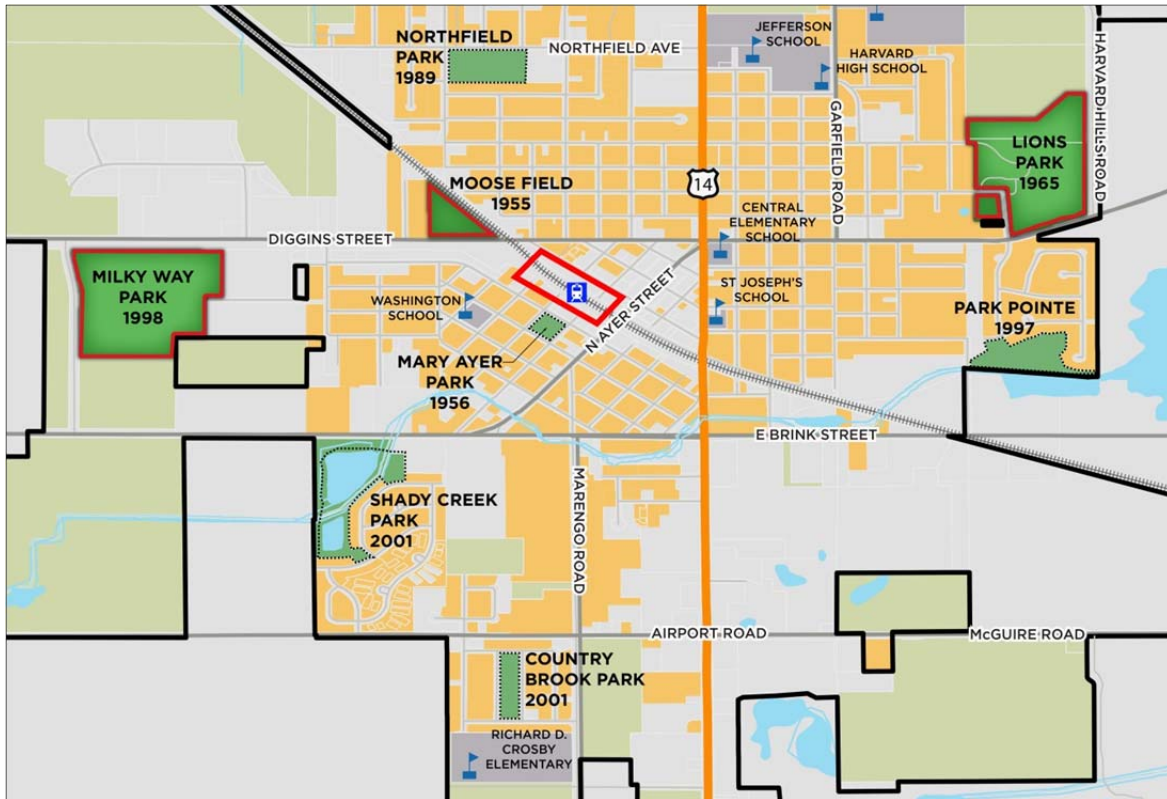 NORTHFIELD
PARK
1989
NORTHFIELD AVE
JEFFERSON
SCHOOL
HARVARD
HIGH SCHOOL
HARVARD HILLS ROAD
GARFIELD ROAD
LIONS
PARK
1965
14
MOOSE FIELD
1955
CENTRAL
ELEMENTARY
SCHOOL
DIGGINS STREET
MILKY WAY
PARK
1998
WASHINGTON
SCHOOL
N AYER STREET
ST JOSEPH'S
SCHOOL
PARK POINTE
1997
MARY AYER
PARK
1956
E BRINK STREET
SHADY CREEK
PARK
2001
MARENGO ROAD
AIRPORT ROAD
McGUIRE ROAD
COUNTRY
BROOK PARK
2001
RICHARD D.
CROSBY
ELEMENTARY